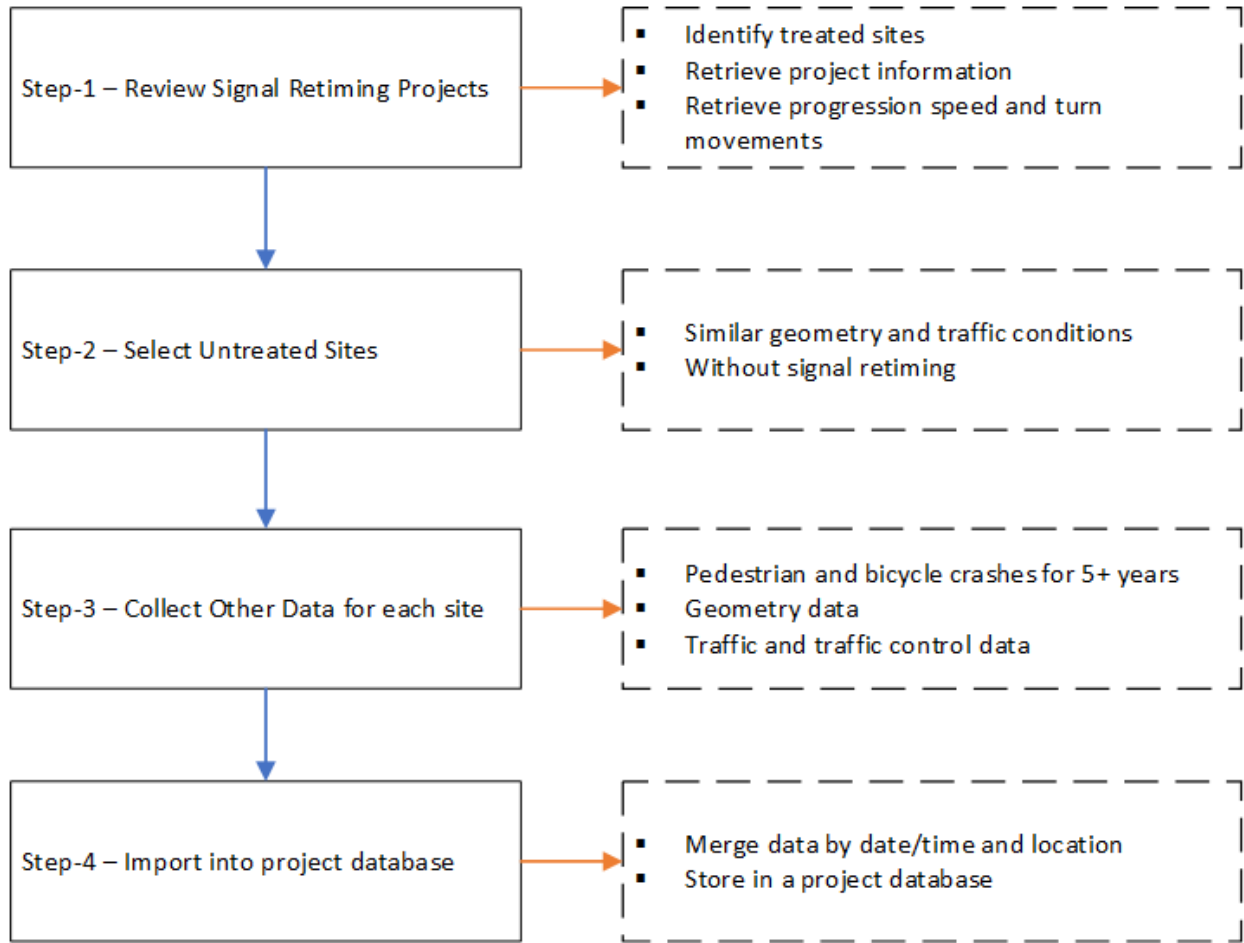 Step-1 – Review Signal Retiming Projects
▪ Identify treated sites
▪ Retrieve project information
▪ Retrieve progression speed and turn
movements
Step-2 – Select Untreated Sites
▪ Similar geometry and traffic conditions
▪ Without signal retiming
Step-3 – Collect Other Data for each site
▪ Pedestrian and bicycle crashes for 5+ years
▪ Geometry data
▪ Traffic and traffic control data
Step-4 – Import into project database
▪ Merge data by date/time and location
▪ Store in a project database